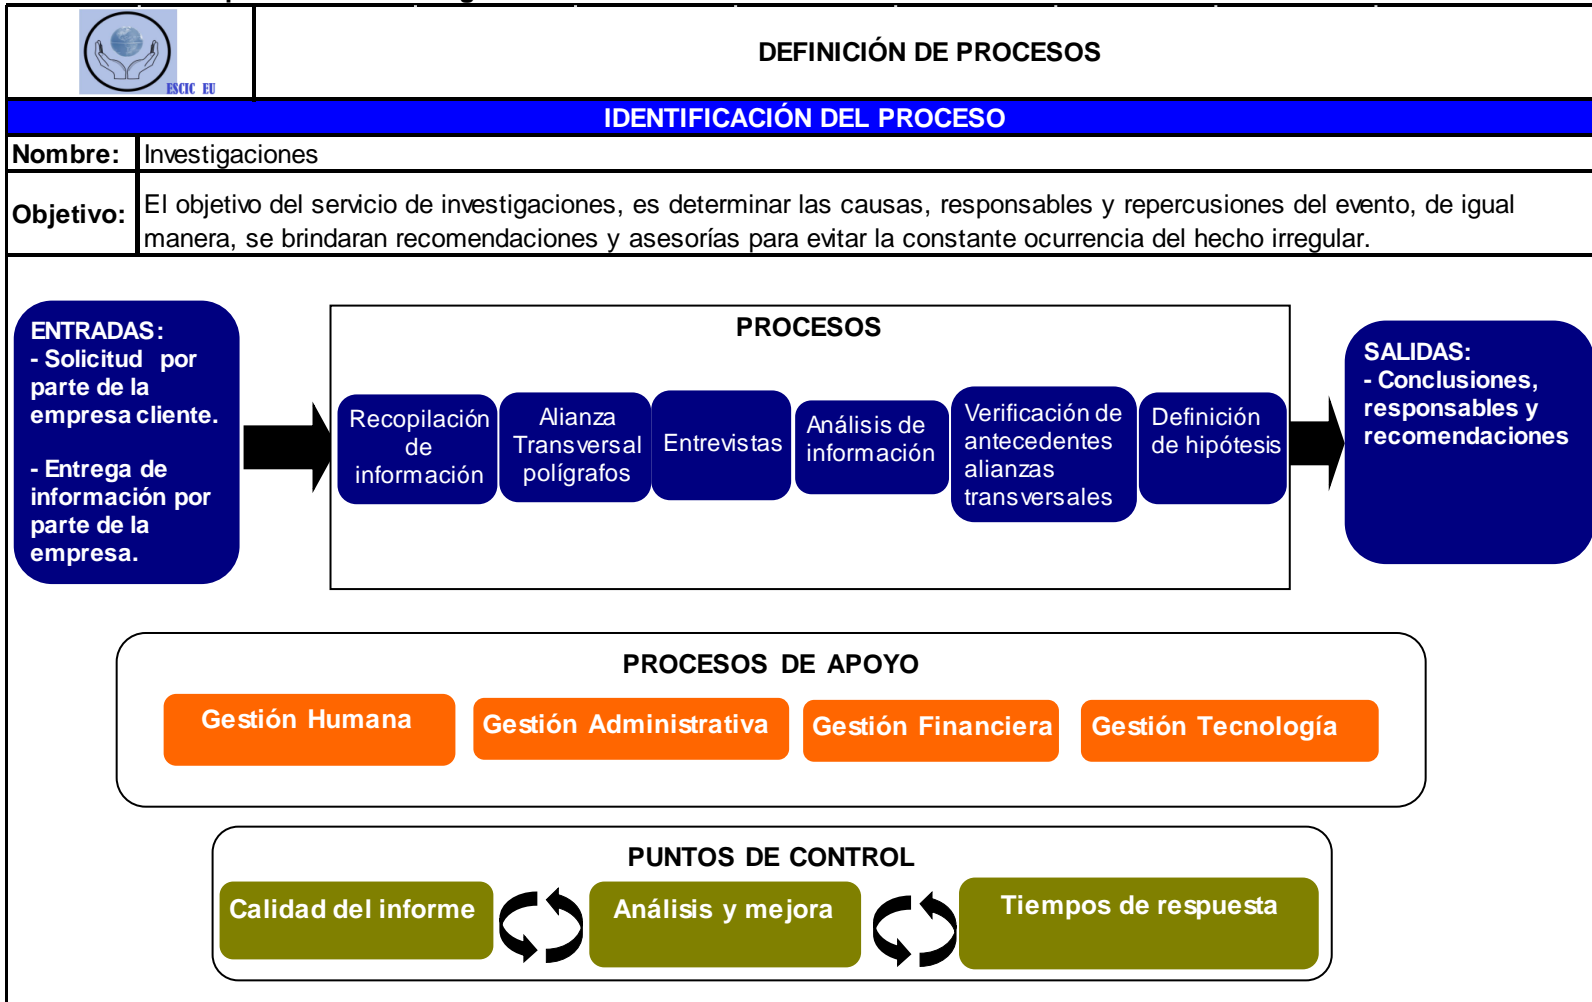 ESCIC EU
DEFINICIÓN DE PROCESOS
IDENTIFICACIÓN DEL PROCESO
Nombre: Investigaciones
Objetivo: El objetivo del servicio de investigaciones, es determinar las causas, responsables y repercusiones del evento, de igual
manera, se brindaran recomendaciones y asesorías para evitar la constante ocurrencia del hecho irregular.
ENTRADAS:
- Solicitud por
parte de la
empresa cliente.
- Entrega de
información por
parte de la
empresa.
PROCESOS
Recopilación
de
información
Alianza
Transversal
polígrafos
Entrevistas
Análisis de
información
Verificación de
antecedentes
alianzas
transversales
Definición
de hipótesis
SALIDAS:
- Conclusiones,
responsables y
recomendaciones
PROCESOS DE APOYO
Gestión Humana
Gestión Administrativa
Gestión Financiera
Gestión Tecnología
PUNTOS DE CONTROL
Calidad del informe
Análisis y mejora
Tiempos de respuesta